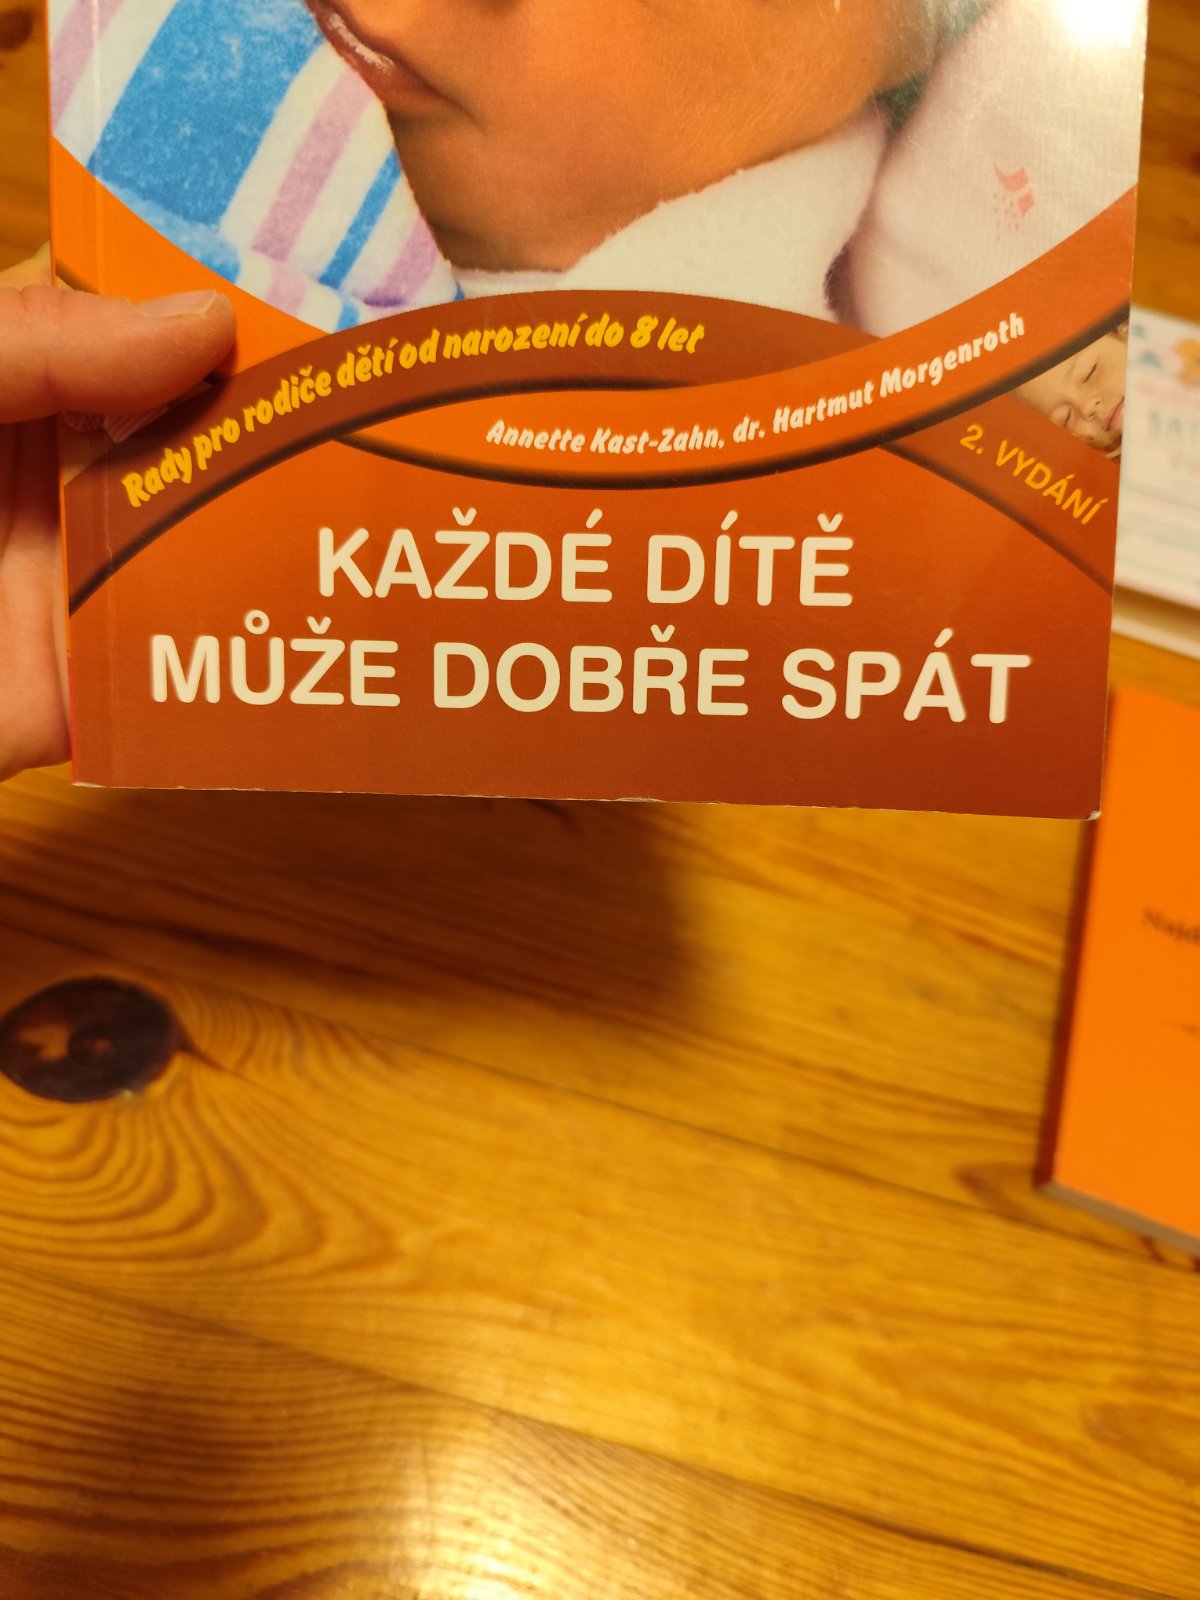 Rady pro rodiče dětí od narození do 8 let
Annette Kast-Zahn, dr. Hartmut Morgenroth
2. VYDÁNÍ
KAŽDÉ DÍTĚ
MŮŽE DOBŘE SPÁT